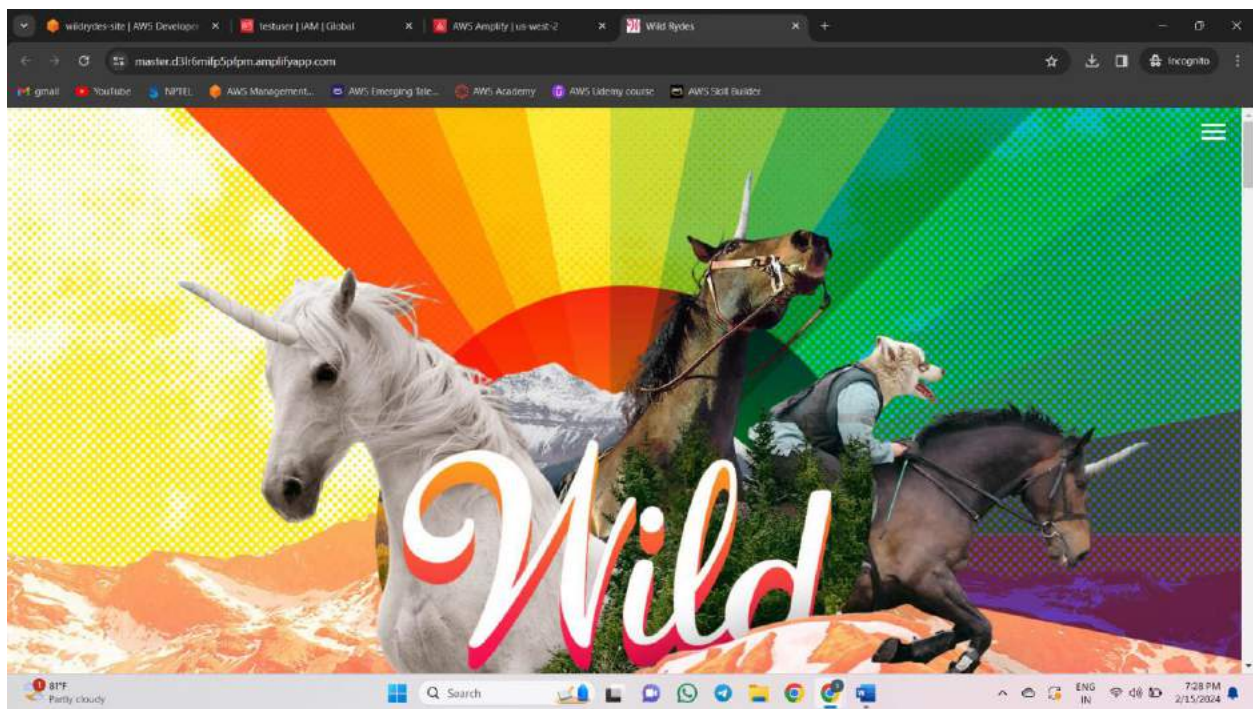 wildrydes-site | AWS Developer
testuser | IAM | Global
AWS Amplify | us-west-2
Wild Rydes
master.d3lr6mifp5pfpm.amplifyapp.com
Incognito
gmail
YouTube
NPTEL
AWS Management...
AWS Emerging Tale...
AWS Academy
AWS Udemy course
AWS Skill Builder
Wild
1
81°F
Partly cloudy
Search
ENG
IN
7:28 PM
2/15/2024